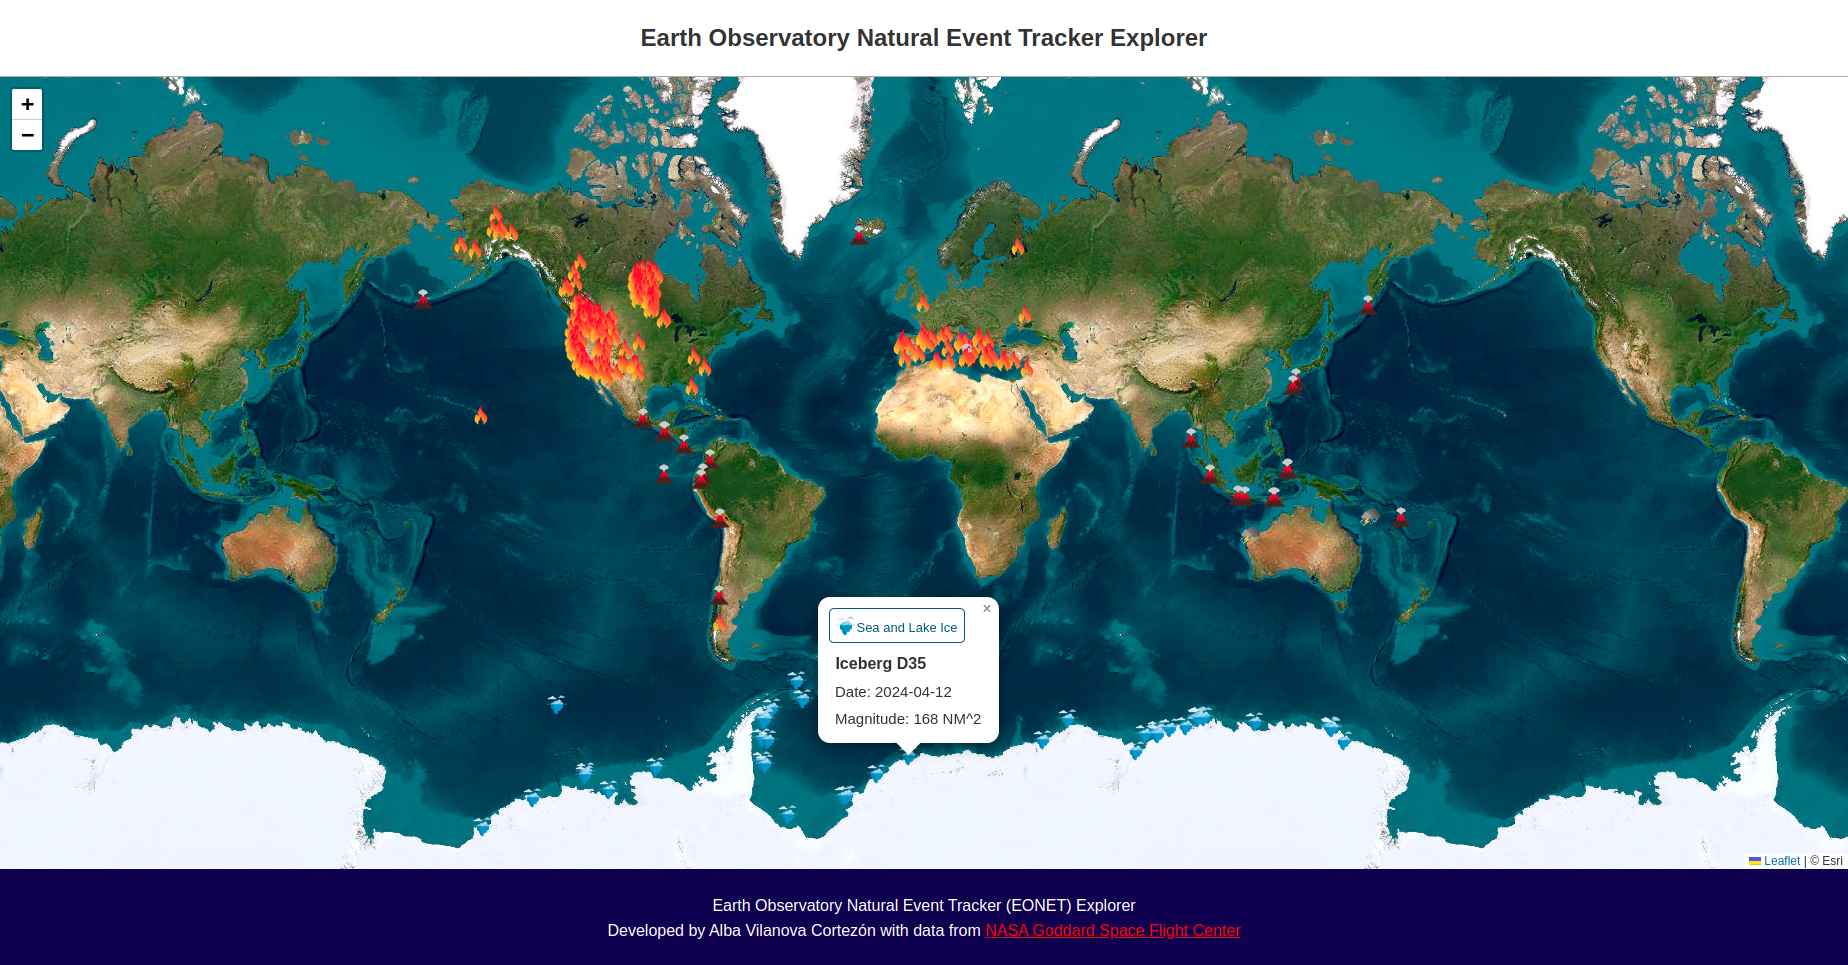 Earth Observatory Natural Event Tracker Explorer
+
−
×
Sea and Lake Ice
Iceberg D35
Date: 2024-04-12
Magnitude: 168 NM^2
Leaflet | © Esri
Earth Observatory Natural Event Tracker (EONET) Explorer
Developed by Alba Vilanova Cortezón with data from NASA Goddard Space Flight Center